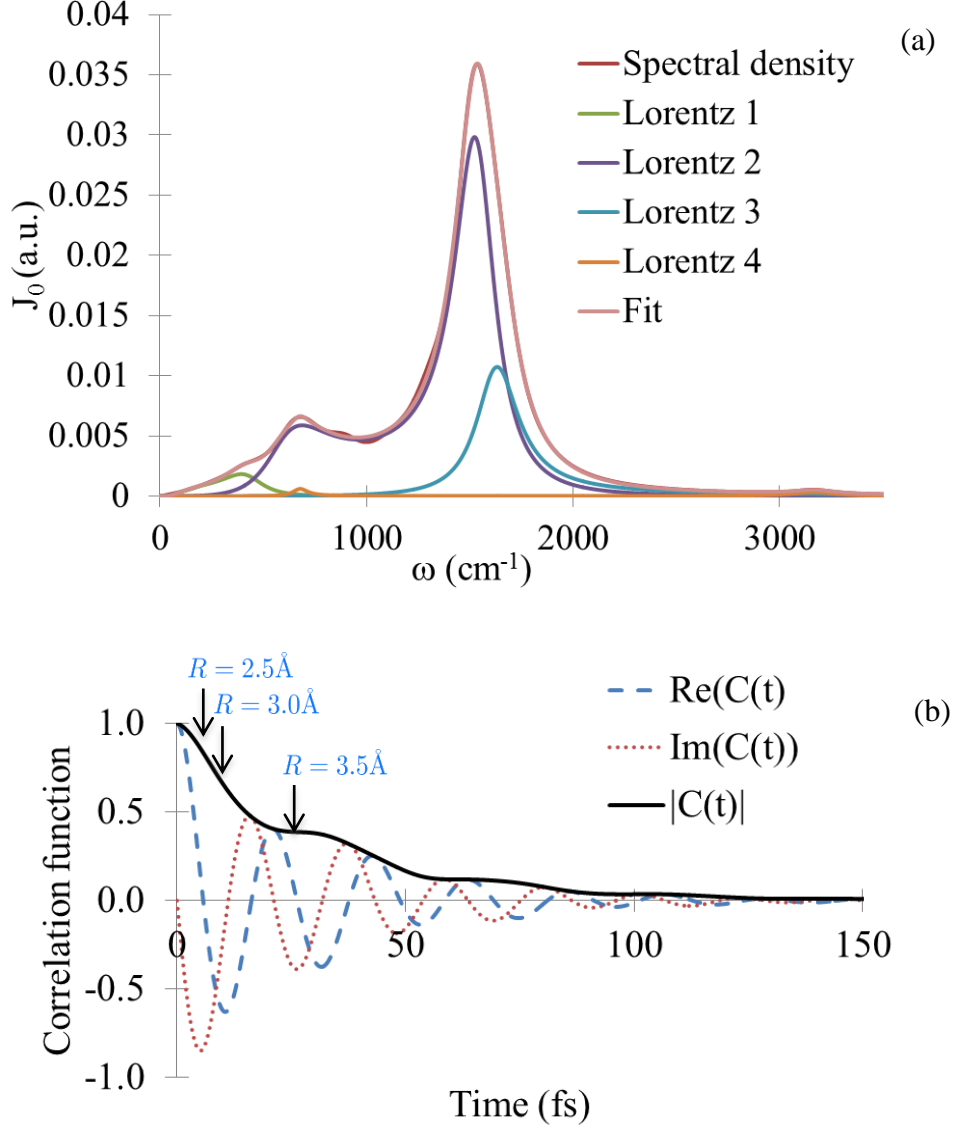 (a)
0.04
0.035
0.03
0.025
0.02
0.015
0.01
0.005
0
J0 (a.u.)
Spectral density
Lorentz 1
Lorentz 2
Lorentz 3
Lorentz 4
Fit
0 1000 2000 3000
ω (cm-1)
(b)
R = 2.5Å
R = 3.0Å
R = 3.5Å
Re(C(t)
Im(C(t))
|C(t)|
1.0
0.5
0.0
-0.5
-1.0
Correlation function
0 50 100 150
Time (fs)